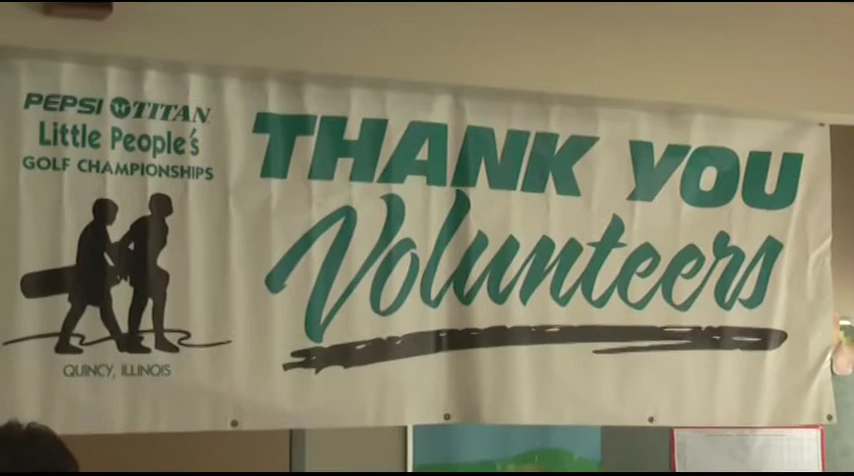 PEPSI TITAN
Little People's
GOLF CHAMPIONSHIPS
QUINCY, ILLINOIS
THANK YOU
Volunteers